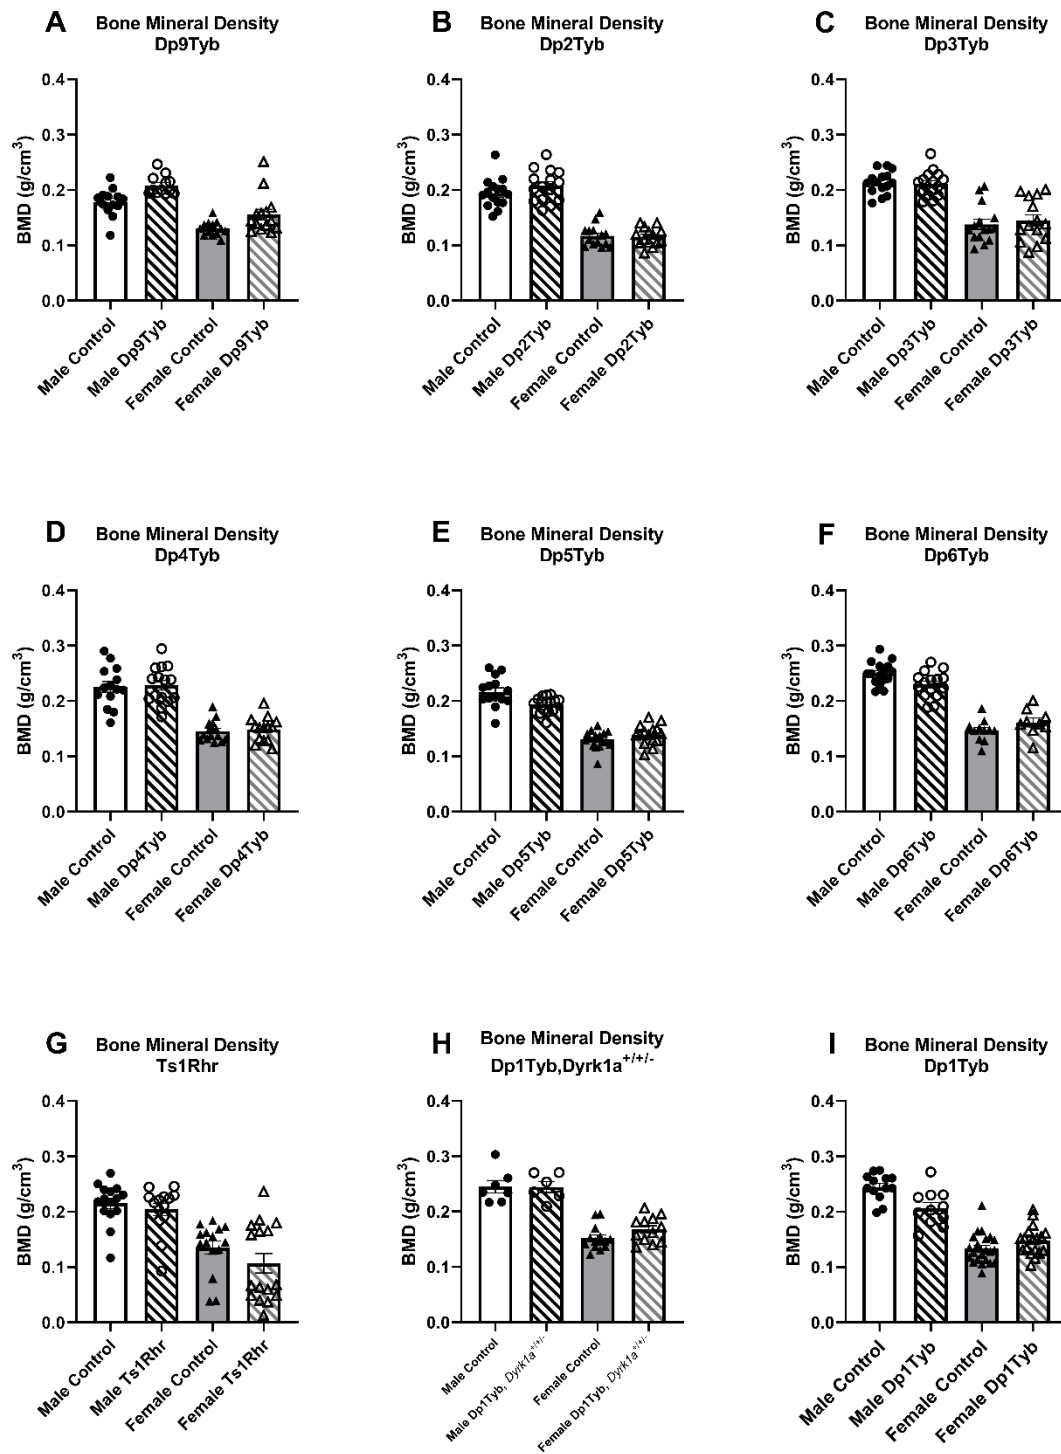 A Bone Mineral Density
Dp9Tyb
BMD (g/cm³)
0.4
0.3
0.2
0.1
0.0
Male Control
Male Dp9Tyb
Female Control
Female Dp9Tyb
B Bone Mineral Density
Dp2Tyb
BMD (g/cm³)
0.4
0.3
0.2
0.1
0.0
Male Control
Male Dp2Tyb
Female Control
Female Dp2Tyb
C Bone Mineral Density
Dp3Tyb
BMD (g/cm³)
0.4
0.3
0.2
0.1
0.0
Male Control
Male Dp3Tyb
Female Control
Female Dp3Tyb
D Bone Mineral Density
Dp4Tyb
BMD (g/cm³)
0.4
0.3
0.2
0.1
0.0
Male Control
Male Dp4Tyb
Female Control
Female Dp4Tyb
E Bone Mineral Density
Dp5Tyb
BMD (g/cm³)
0.4
0.3
0.2
0.1
0.0
Male Control
Male Dp5Tyb
Female Control
Female Dp5Tyb
F Bone Mineral Density
Dp6Tyb
BMD (g/cm³)
0.4
0.3
0.2
0.1
0.0
Male Control
Male Dp6Tyb
Female Control
Female Dp6Tyb
G Bone Mineral Density
Ts1Rhr
BMD (g/cm³)
0.4
0.3
0.2
0.1
0.0
Male Control
Male Ts1Rhr
Female Control
Female Ts1Rhr
H Bone Mineral Density
Dp1Tyb,Dyrk1a+/+/-
BMD (g/cm³)
0.4
0.3
0.2
0.1
0.0
Male Control
Male Dp1Tyb, Dyrk1a+/+/-
Female Control
Female Dp1Tyb, Dyrk1a+/+/-
I Bone Mineral Density
Dp1Tyb
BMD (g/cm³)
0.4
0.3
0.2
0.1
0.0
Male Control
Male Dp1Tyb
Female Control
Female Dp1Tyb